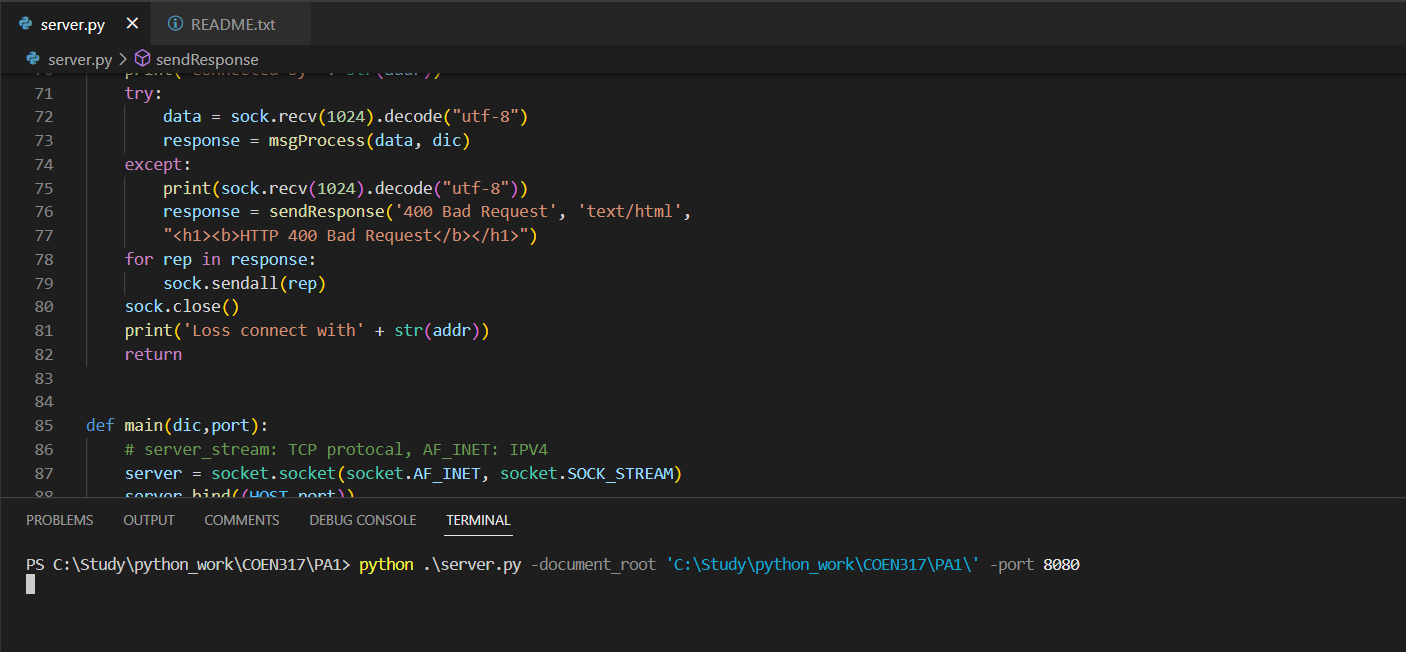 server.py README.txt
server.py > sendResponse
71 try:
72 data = sock.recv(1024).decode("utf-8")
73 response = msgProcess(data, dic)
74 except:
75 print(sock.recv(1024).decode("utf-8"))
76 response = sendResponse('400 Bad Request', 'text/html',
77 "<h1><b>HTTP 400 Bad Request</b></h1>")
78 for rep in response:
79 sock.sendall(rep)
80 sock.close()
81 print('Loss connect with' + str(addr))
82 return
83
84
85 def main(dic,port):
86 # server_stream: TCP protocal, AF_INET: IPV4
87 server = socket.socket(socket.AF_INET, socket.SOCK_STREAM)
88 server.bind((HOST,port))
PROBLEMS OUTPUT COMMENTS DEBUG CONSOLE TERMINAL
PS C:\Study\python_work\COEN317\PA1> python .\server.py -document_root 'C:\Study\python_work\COEN317\PA1\' -port 8080